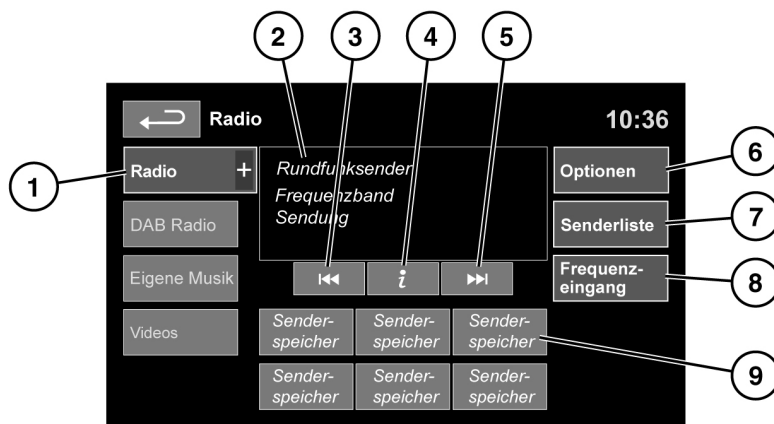 2 3 4 5
Radio 10:36
1 Radio + Rundfunksender Optionen 6
Frequenzband
DAB Radio Sendung Senderliste 7
Eigene Musik i Frequenz-
eingang 8
Videos Sender-
speicher Sender-
speicher Sender-
speicher 9
Sender-
speicher Sender-
speicher Sender-
speicher